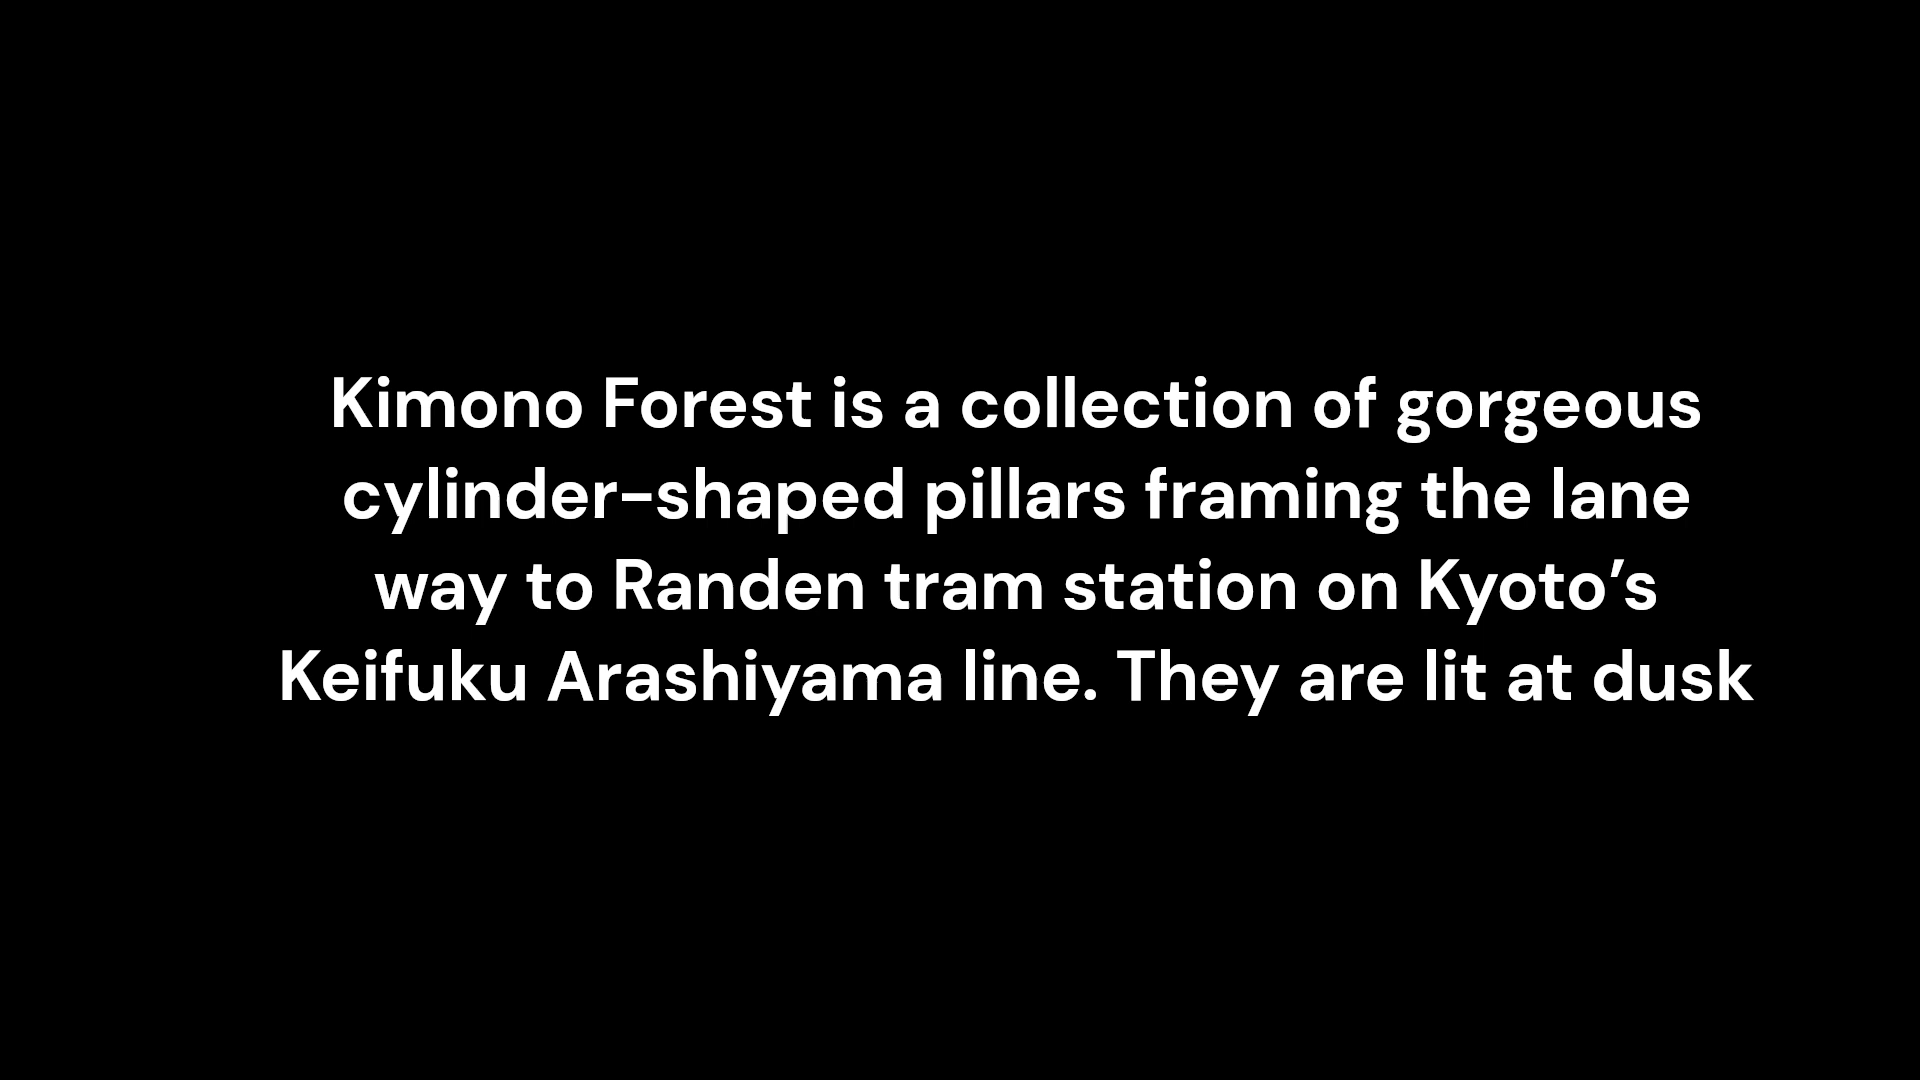 Kimono Forest is a collection of gorgeous
cylinder-shaped pillars framing the lane
way to Randen tram station on Kyoto’s
Keifuku Arashiyama line. They are lit at dusk